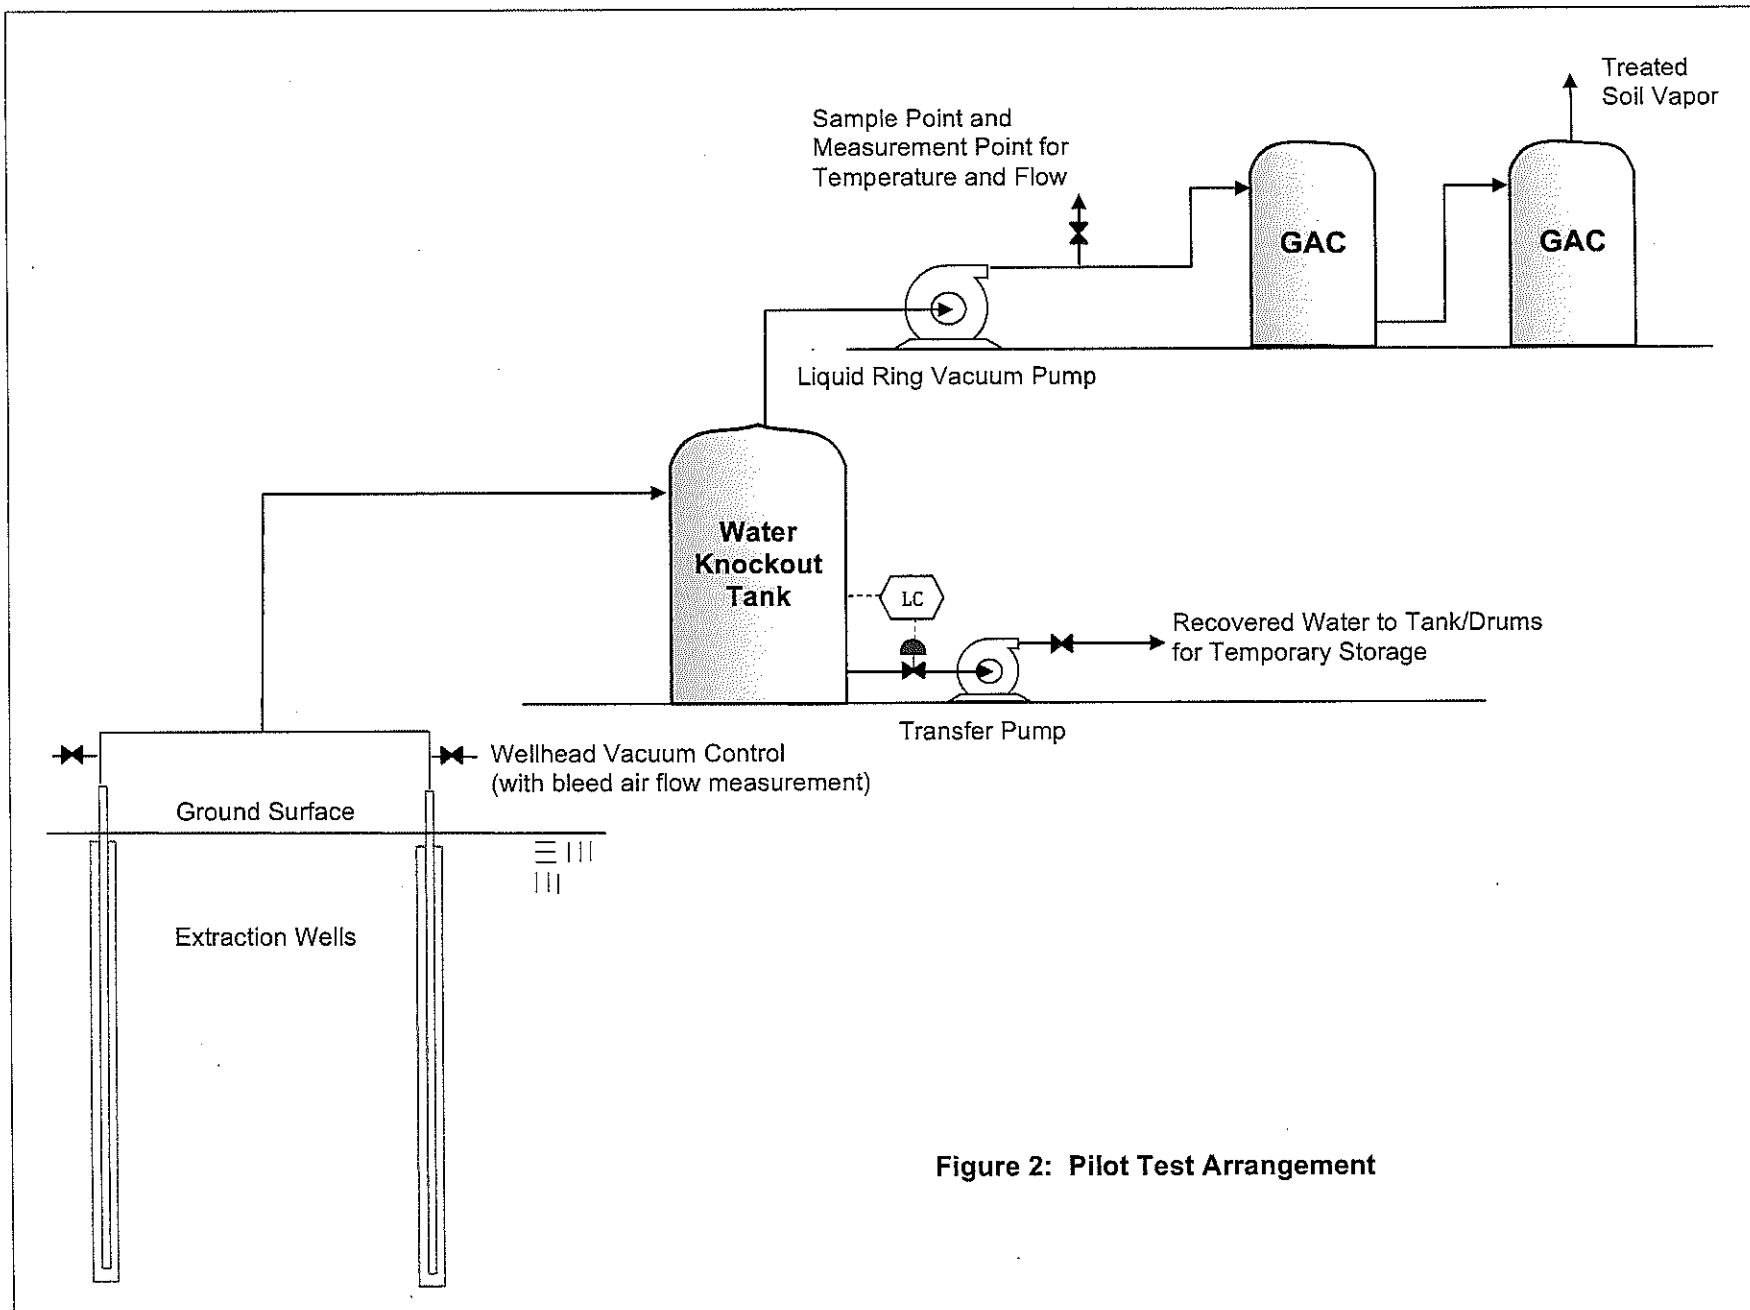 Treated
Soil Vapor
Sample Point and
Measurement Point for
Temperature and Flow
GAC
GAC
Liquid Ring Vacuum Pump
Water
Knockout
Tank
LC
Recovered Water to Tank/Drums
for Temporary Storage
Transfer Pump
Wellhead Vacuum Control
(with bleed air flow measurement)
Ground Surface
Extraction Wells
Figure 2: Pilot Test Arrangement